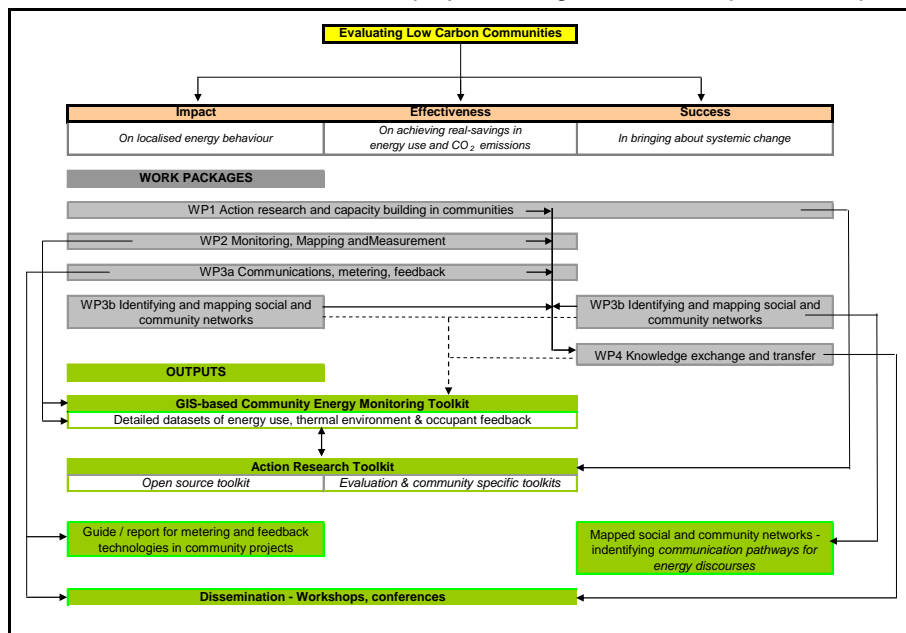 Evaluating Low Carbon Communities
Impact
Effectiveness
Success
On localised energy behaviour
On achieving real-savings in
energy use and CO2 emissions
In bringing about systemic change
WORK PACKAGES
WP1 Action research and capacity building in communities
WP2 Monitoring, Mapping andMeasurement
WP3a Communications, metering, feedback
WP3b Identifying and mapping social and
community networks
WP3b Identifying and mapping social and
community networks
WP4 Knowledge exchange and transfer
OUTPUTS
GIS-based Community Energy Monitoring Toolkit
Detailed datasets of energy use, thermal environment & occupant feedback
Action Research Toolkit
Open source toolkit
Evaluation & community specific toolkits
Guide / report for metering and feedback
technologies in community projects
Mapped social and community networks -
indentifying communication pathways for
energy discourses
Dissemination - Workshops, conferences